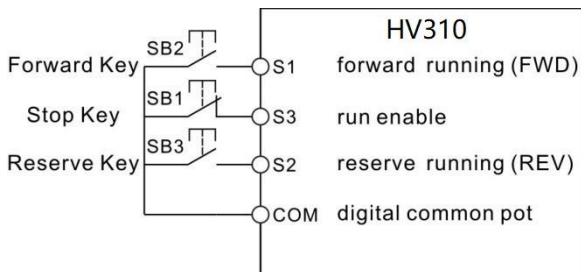 HV310
SB2
Forward Key S1 forward running (FWD)
SB1
Stop Key S3 run enable
SB3
Reserve Key S2 reserve running (REV)
COM digital common pot